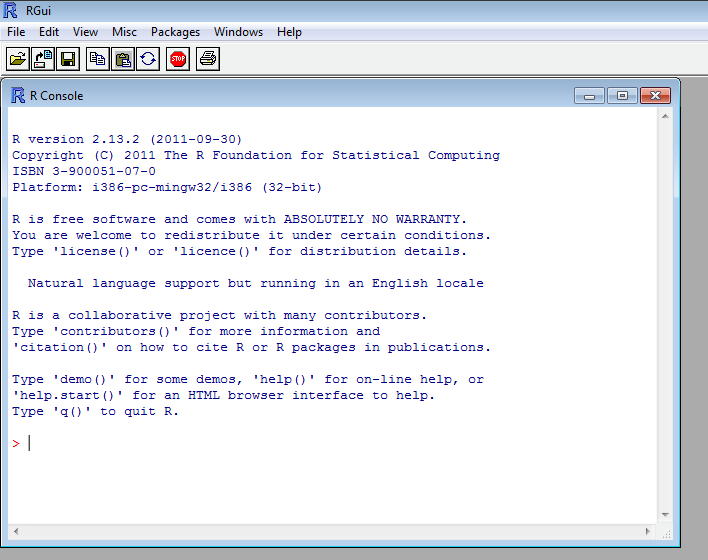 RGui
File Edit View Misc Packages Windows Help
STOP
R Console
R version 2.13.2 (2011-09-30)
Copyright (C) 2011 The R Foundation for Statistical Computing
ISBN 3-900051-07-0
Platform: i386-pc-mingw32/i386 (32-bit)
R is free software and comes with ABSOLUTELY NO WARRANTY.
You are welcome to redistribute it under certain conditions.
Type 'license()' or 'licence()' for distribution details.
Natural language support but running in an English locale
R is a collaborative project with many contributors.
Type 'contributors()' for more information and
'citation()' on how to cite R or R packages in publications.
Type 'demo()' for some demos, 'help()' for on-line help, or
'help.start()' for an HTML browser interface to help.
Type 'q()' to quit R.
>